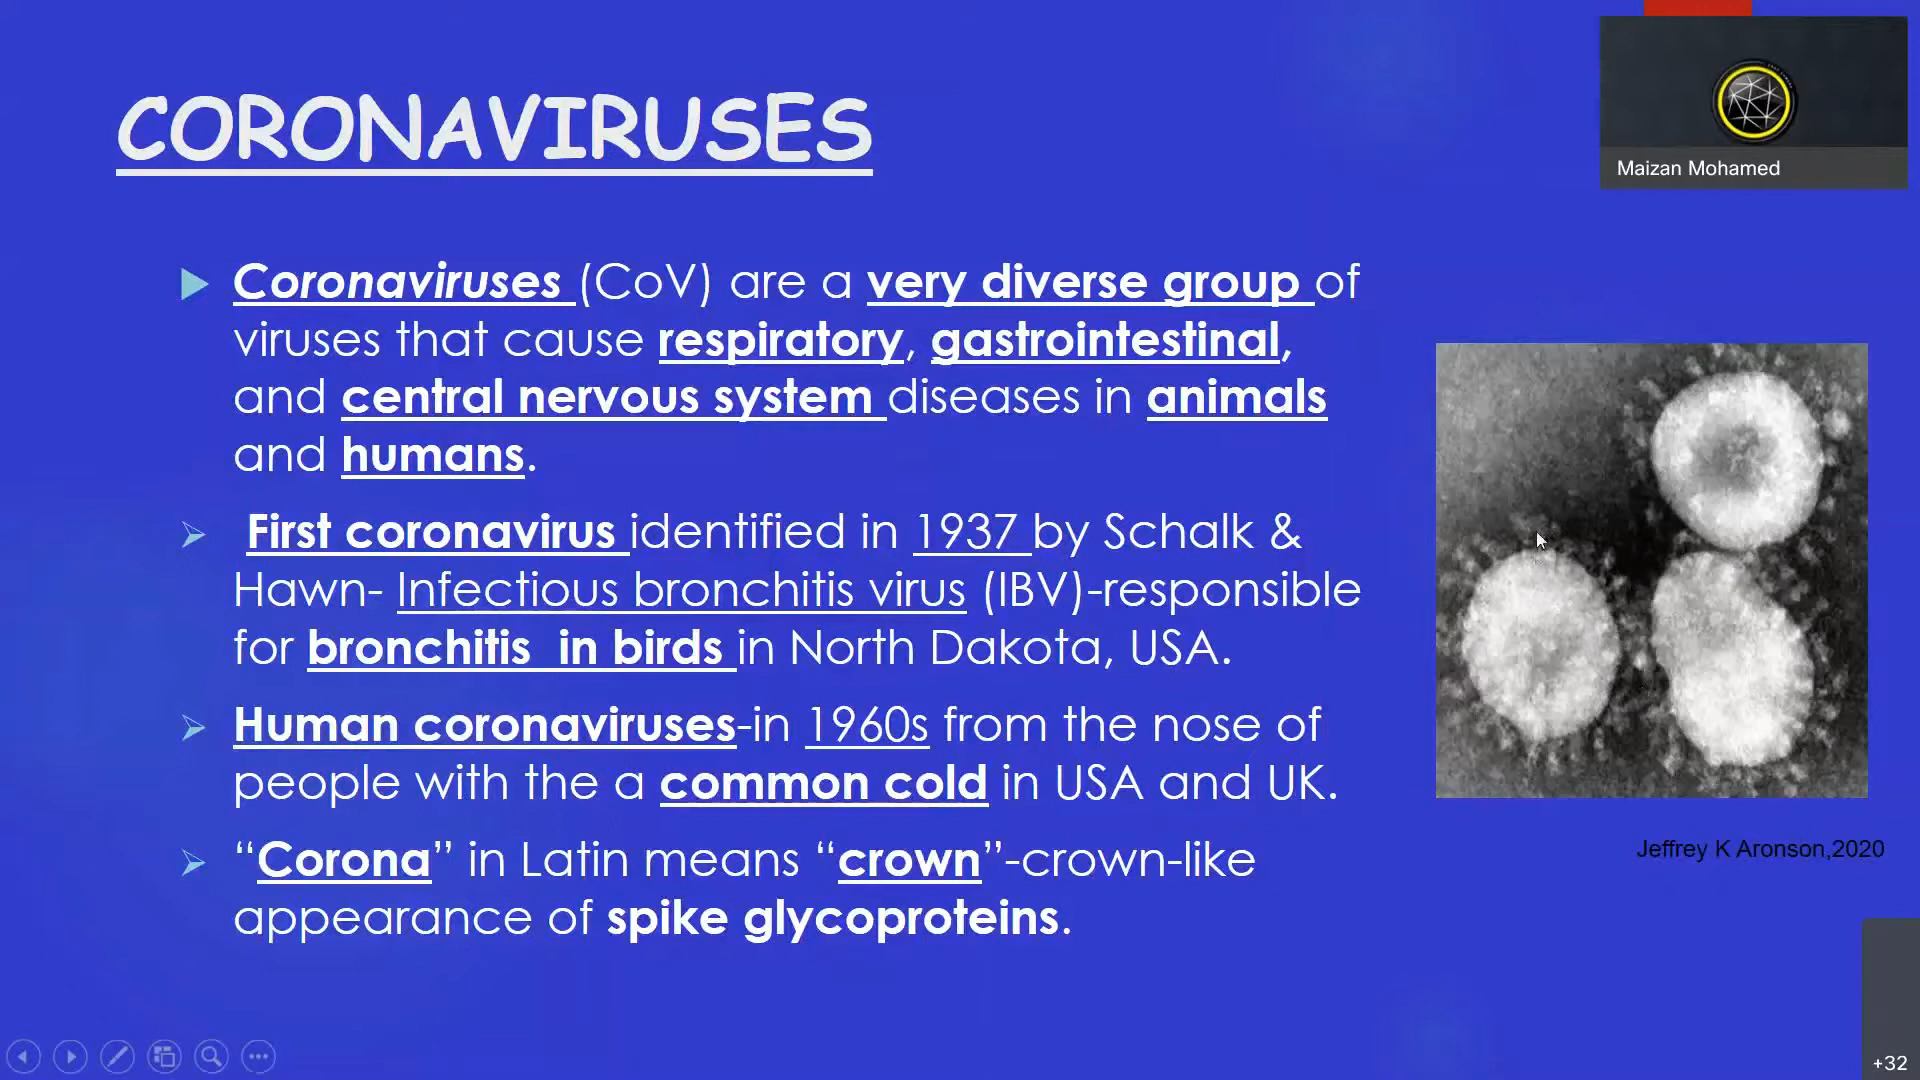 CORONAVIRUSES
Maizan Mohamed
Coronaviruses (CoV) are a very diverse group of
viruses that cause respiratory, gastrointestinal,
and central nervous system diseases in animals
and humans.
First coronavirus identified in 1937 by Schalk &
Hawn- Infectious bronchitis virus (IBV)-responsible
for bronchitis in birds in North Dakota, USA.
Human coronaviruses-in 1960s from the nose of
people with the a common cold in USA and UK.
“Corona” in Latin means “crown”-crown-like
appearance of spike glycoproteins.
Jeffrey K Aronson,2020
+32